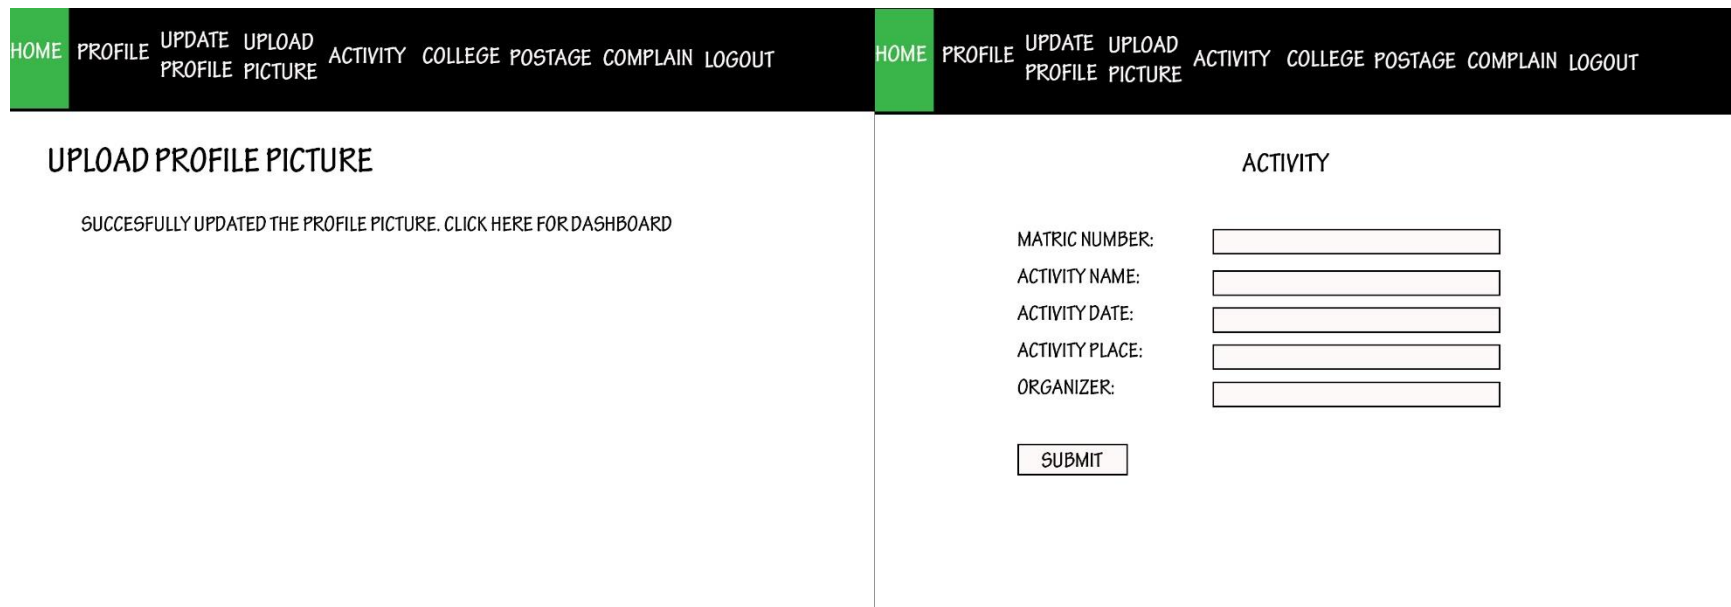 HOME PROFILE UPDATE PROFILE UPLOAD PICTURE ACTIVITY COLLEGE POSTAGE COMPLAIN LOGOUT
UPLOAD PROFILE PICTURE
SUCCESFULLY UPDATED THE PROFILE PICTURE. CLICK HERE FOR DASHBOARD
HOME PROFILE UPDATE PROFILE UPLOAD PICTURE ACTIVITY COLLEGE POSTAGE COMPLAIN LOGOUT
ACTIVITY
MATRIC NUMBER:
ACTIVITY NAME:
ACTIVITY DATE:
ACTIVITY PLACE:
ORGANIZER:
SUBMIT